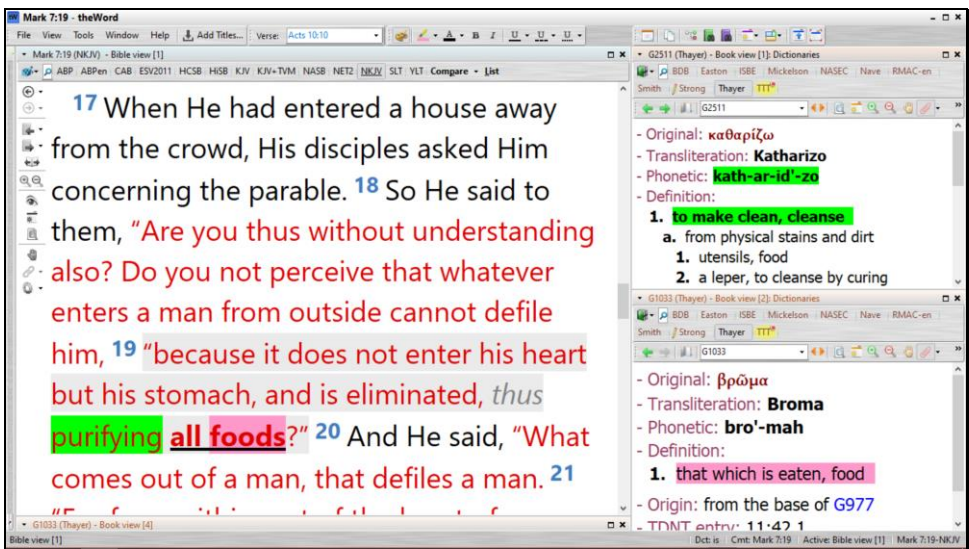 Mark 7:19 - theWord
File View Tools Window Help Add Titles... Verse: Acts 10:10 A B I U U U
Mark 7:19 (NKJV) - Bible view [1]
ABP ABPen CAB ESV2011 HCSB HiSB KJV KJV+TVM NASB NET2 NKJV SLT YLT Compare List
17 When He had entered a house away
from the crowd, His disciples asked Him
concerning the parable. 18 So He said to
them, “Are you thus without understanding
also? Do you not perceive that whatever
enters a man from outside cannot defile
him, 19 “because it does not enter his heart
but his stomach, and is eliminated, thus
purifying all foods?” 20 And He said, “What
comes out of a man, that defiles a man. 21
G1033 (Thayer) - Book view [4]
G2511 (Thayer) - Book view [1]: Dictionaries
BDB Easton ISBE Mickelson NASEC Nave RMAC-en
Smith Strong Thayer TTT
G2511
- Original: καθαρίζω
- Transliteration: Katharizo
- Phonetic: kath-ar-id'-zo
- Definition:
1. to make clean, cleanse
a. from physical stains and dirt
1. utensils, food
2. a leper, to cleanse by curing
G1033 (Thayer) - Book view [2]: Dictionaries
BDB Easton ISBE Mickelson NASEC Nave RMAC-en
Smith Strong Thayer TTT
G1033
- Original: βρῶμα
- Transliteration: Broma
- Phonetic: bro'-mah
- Definition:
1. that which is eaten, food
- Origin: from the base of G977
- TDNT entry: 11:42,1
Bible view [1] Dct: is Cmt: Mark 7:19 Active: Bible view [1] Mark 7:19-NKJV